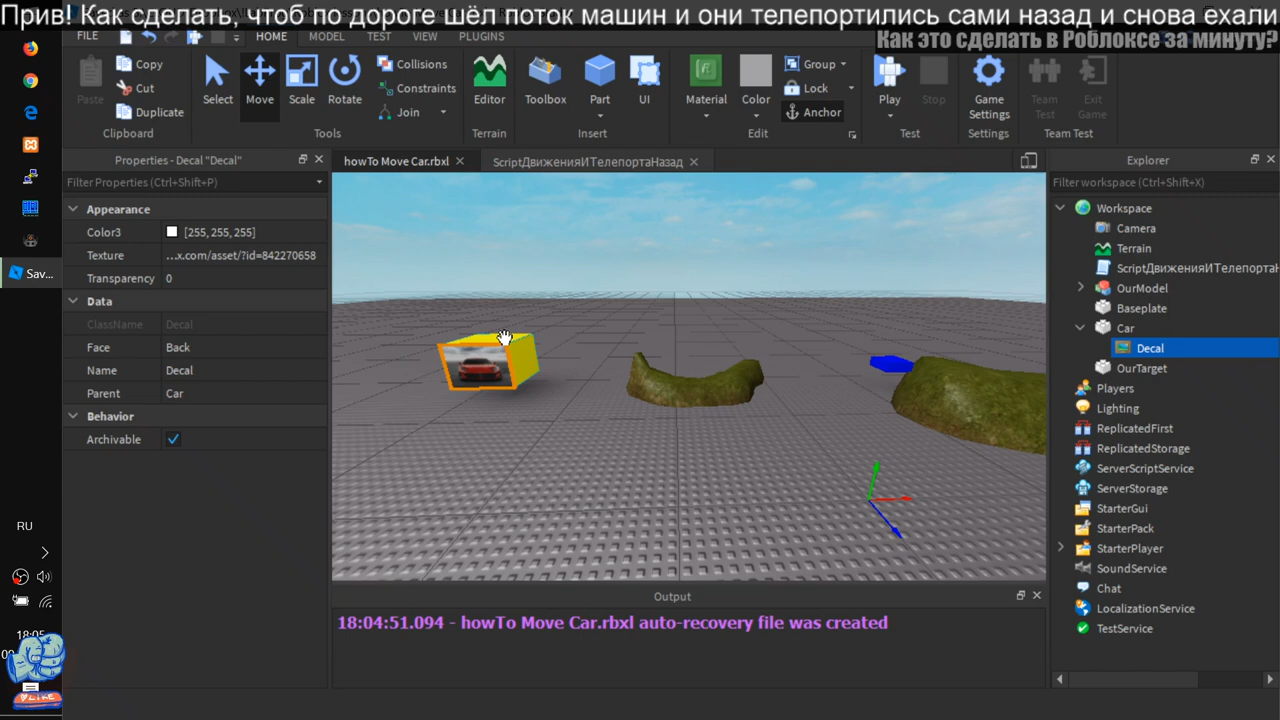 Прив! Как сделать, чтоб по дороге шёл поток машин и они телепортились сами назад и снова ехали
Как это сделать в Роблоксе за минуту?
FILE HOME MODEL TEST VIEW PLUGINS
Paste Copy Cut Duplicate Clipboard
Select Move Scale Rotate Collisions Constraints Join Tools
Editor Terrain
Toolbox Part UI Insert
Material Color Group Lock Anchor Edit
Play Stop Test
Game Settings Settings
Team Test Exit Game Team Test
Properties - Decal "Decal"
Filter Properties (Ctrl+Shift+P)
Appearance
Color3 [255, 255, 255]
Texture ...x.com/asset/?id=842270658
Transparency 0
Data
ClassName Decal
Face Back
Name Decal
Parent Car
Behavior
Archivable
howTo Move Car.rbxl
СкриптДвиженияИТелепортаНазад
Explorer
Filter workspace (Ctrl+Shift+X)
Workspace
Camera
Terrain
СкриптДвиженияИТелепортаН
OurModel
Baseplate
Car
Decal
OurTarget
Players
Lighting
ReplicatedFirst
ReplicatedStorage
ServerScriptService
ServerStorage
StarterGui
StarterPack
StarterPlayer
SoundService
Chat
LocalizationService
TestService
Output
18:04:51.094 - howTo Move Car.rbxl auto-recovery file was created
Sav...
RU
18:05
LIKE